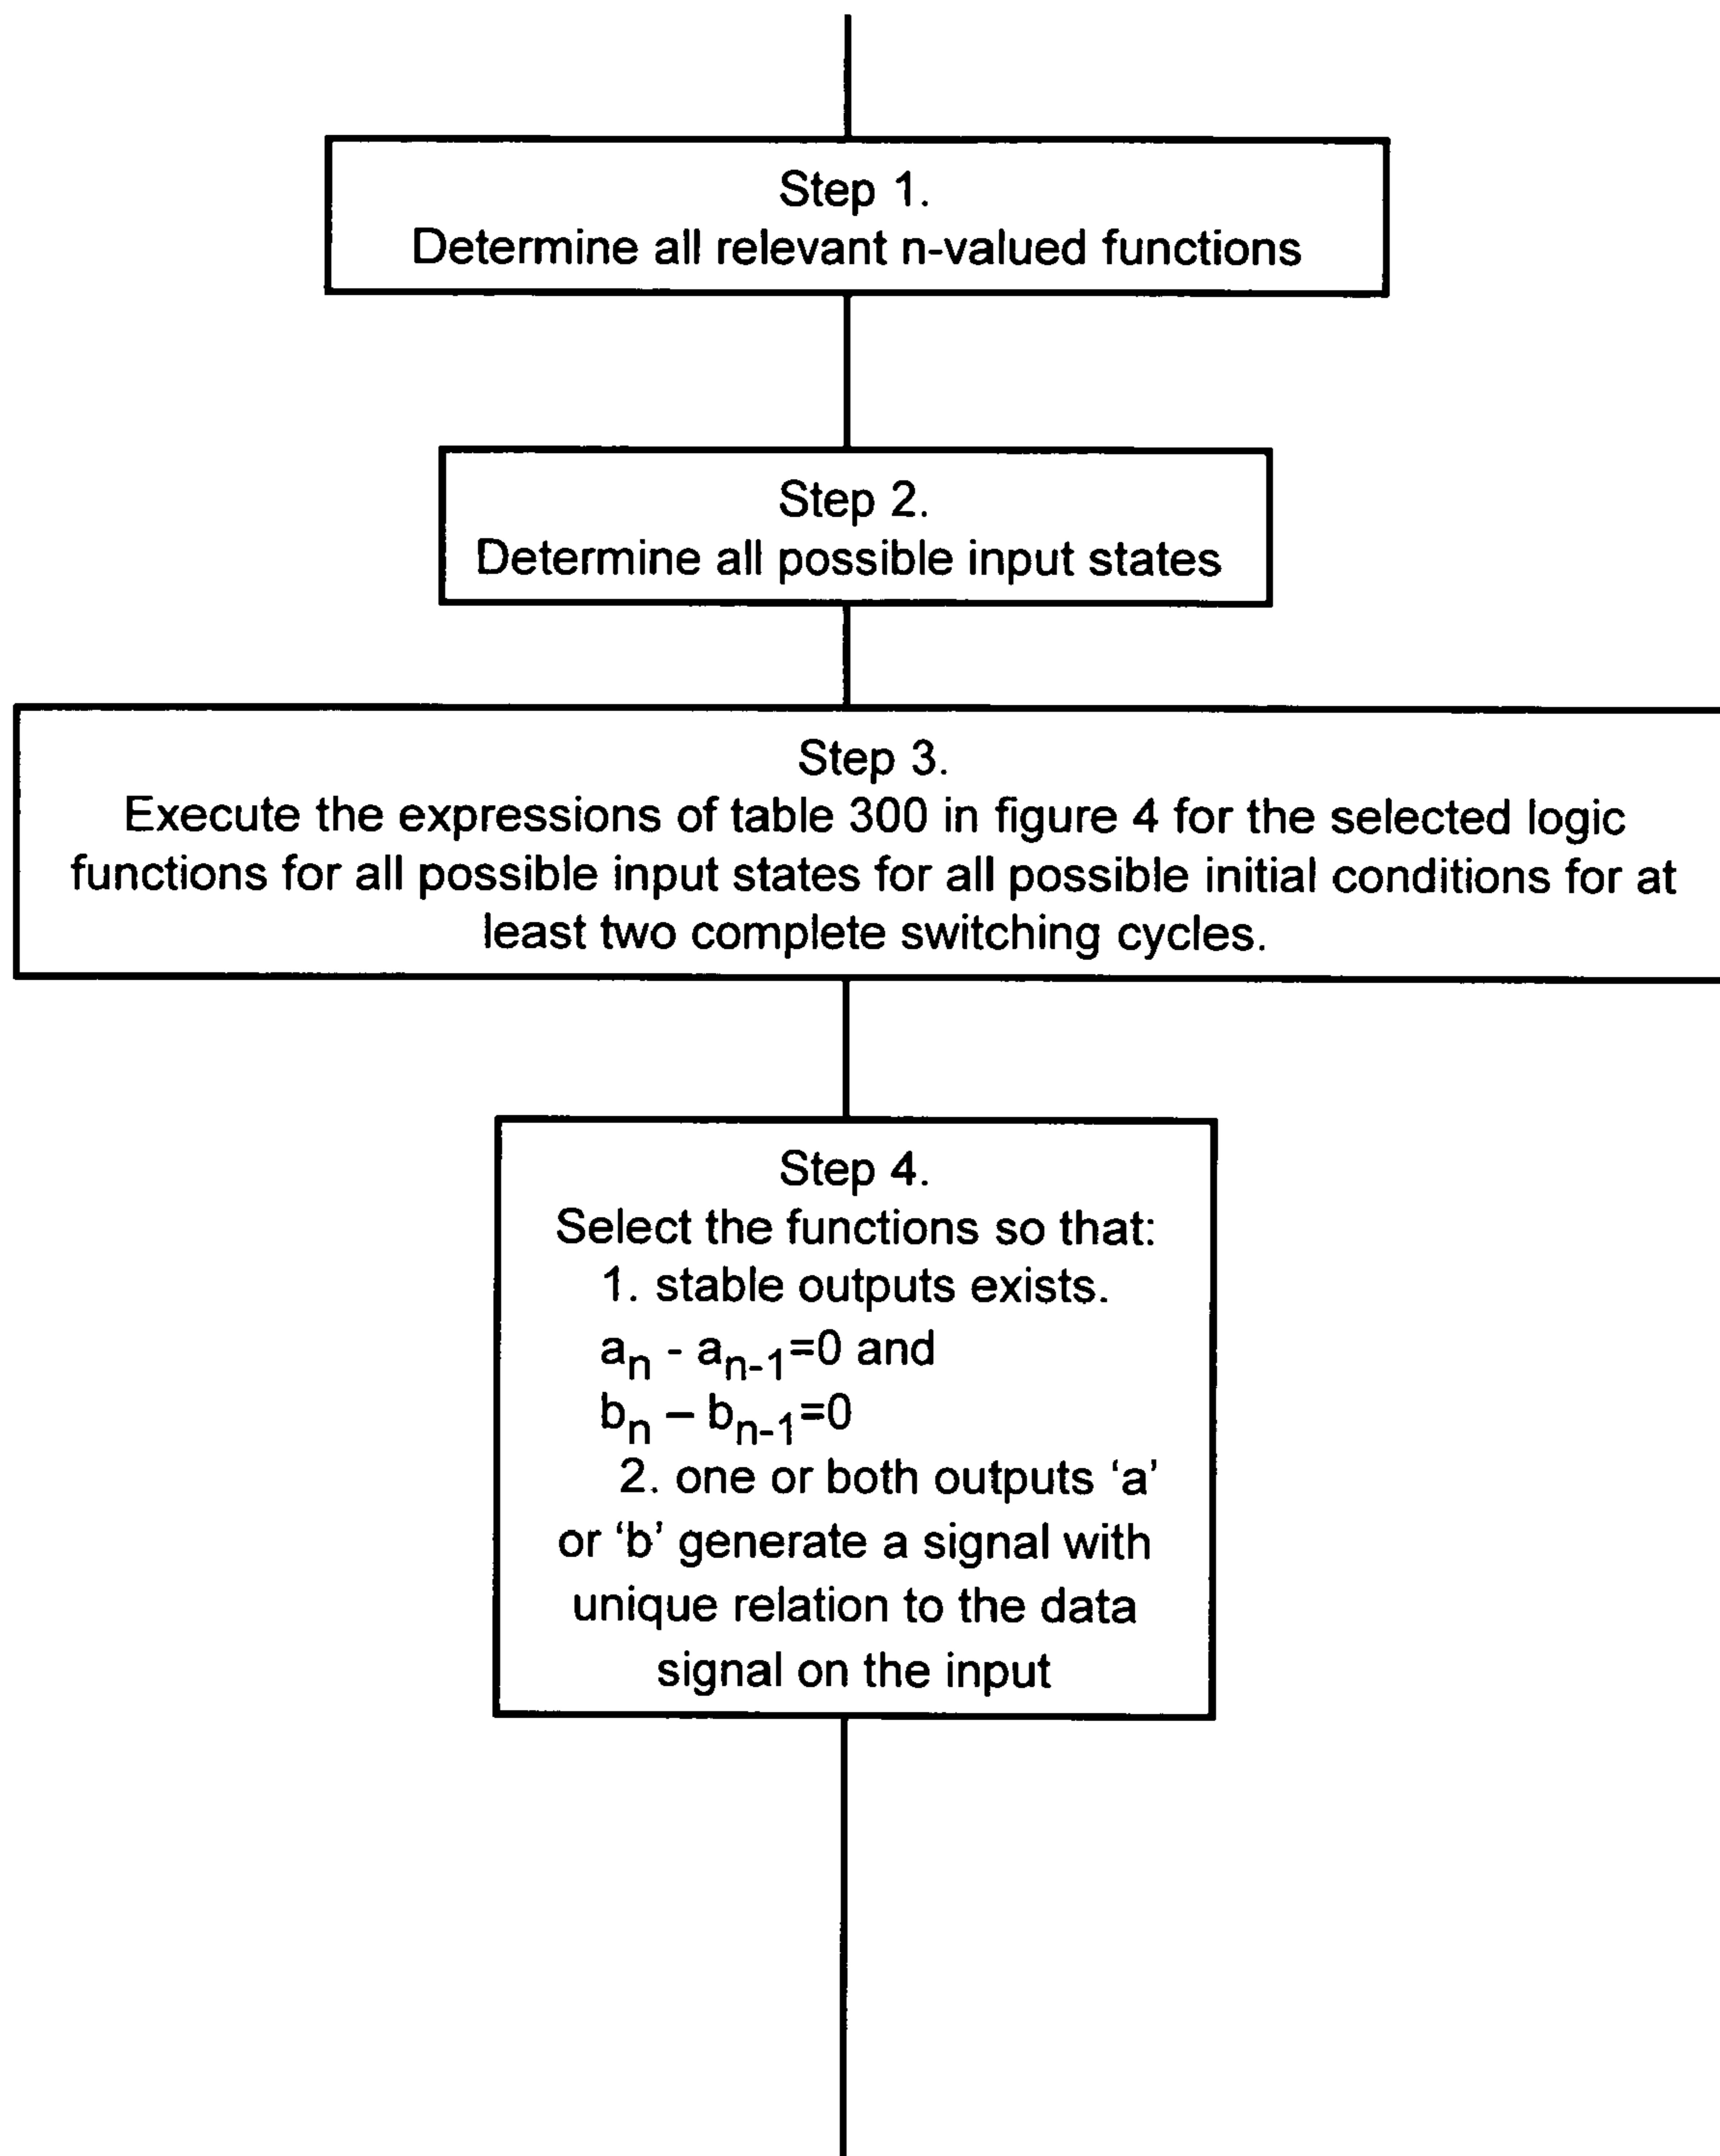 Step 1.
Determine all relevant n-valued functions
Step 2.
Determine all possible input states
Step 3.
Execute the expressions of table 300 in figure 4 for the selected logic
functions for all possible input states for all possible initial conditions for at
least two complete switching cycles.
Step 4.
Select the functions so that:
1. stable outputs exists.
a_n - a_{n-1}=0 and
b_n – b_{n-1}=0
2. one or both outputs ‘a’
or ‘b’ generate a signal with
unique relation to the data
signal on the input